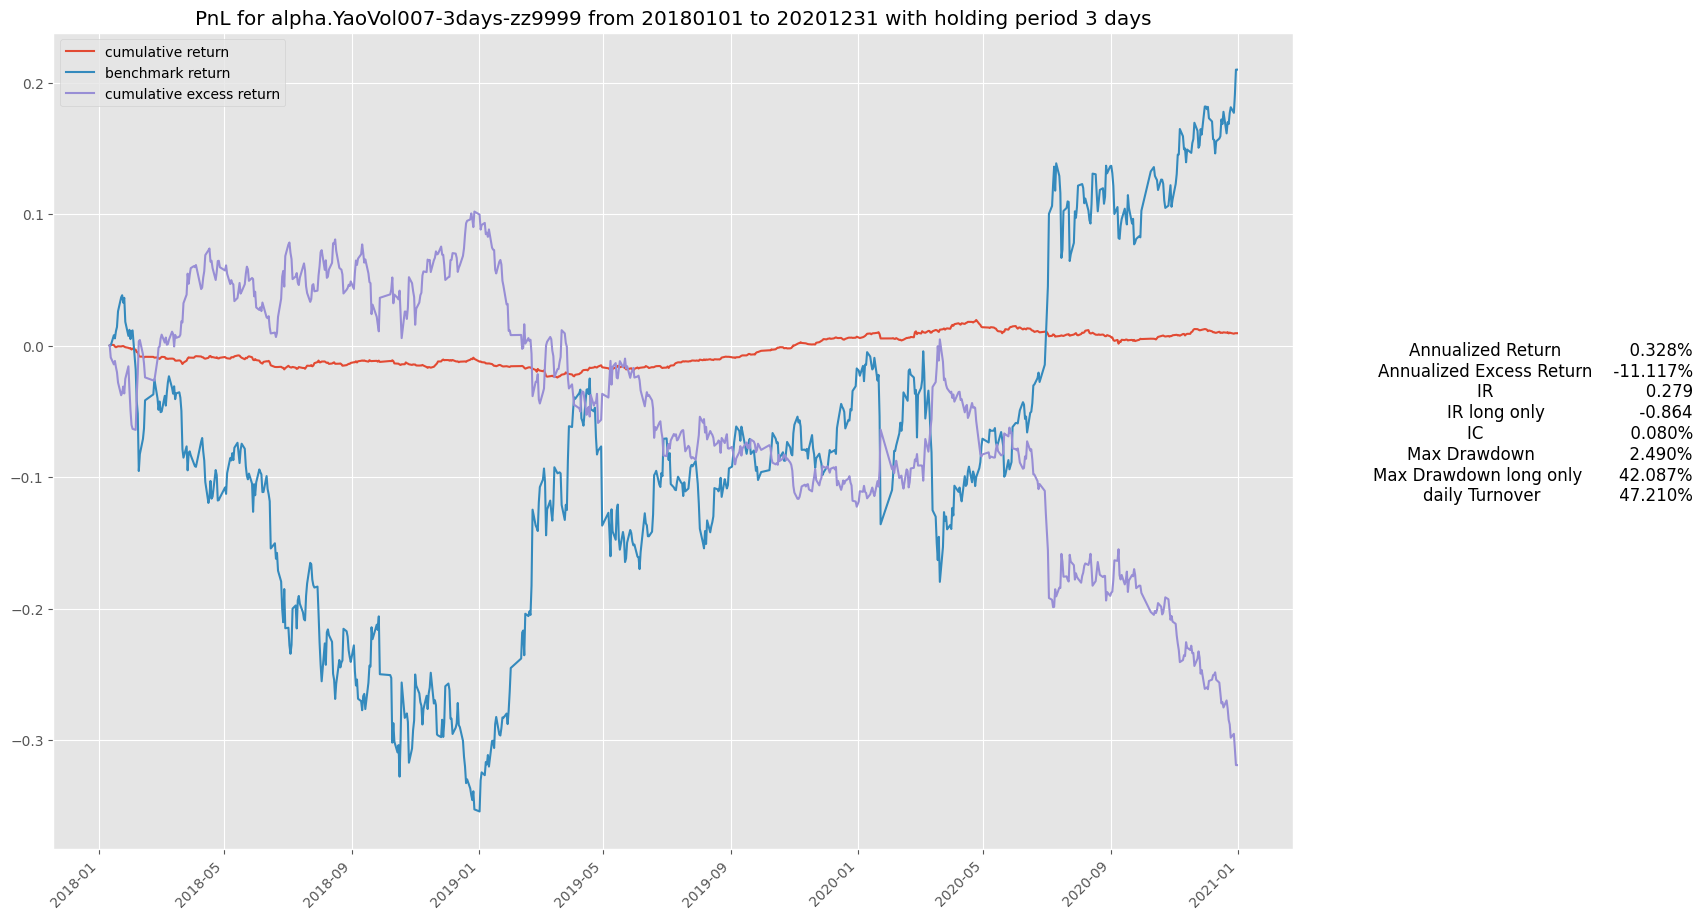 PnL for alpha.YaoVol007-3days-zz9999 from 20180101 to 20201231 with holding period 3 days
cumulative return
benchmark return
cumulative excess return
0.2
0.1
0.0
−0.1
−0.2
−0.3
2018-01
2018-05
2018-09
2019-01
2019-05
2019-09
2020-01
2020-05
2020-09
2021-01
Annualized Return 0.328%
Annualized Excess Return -11.117%
IR 0.279
IR long only -0.864
IC 0.080%
Max Drawdown 2.490%
Max Drawdown long only 42.087%
daily Turnover 47.210%